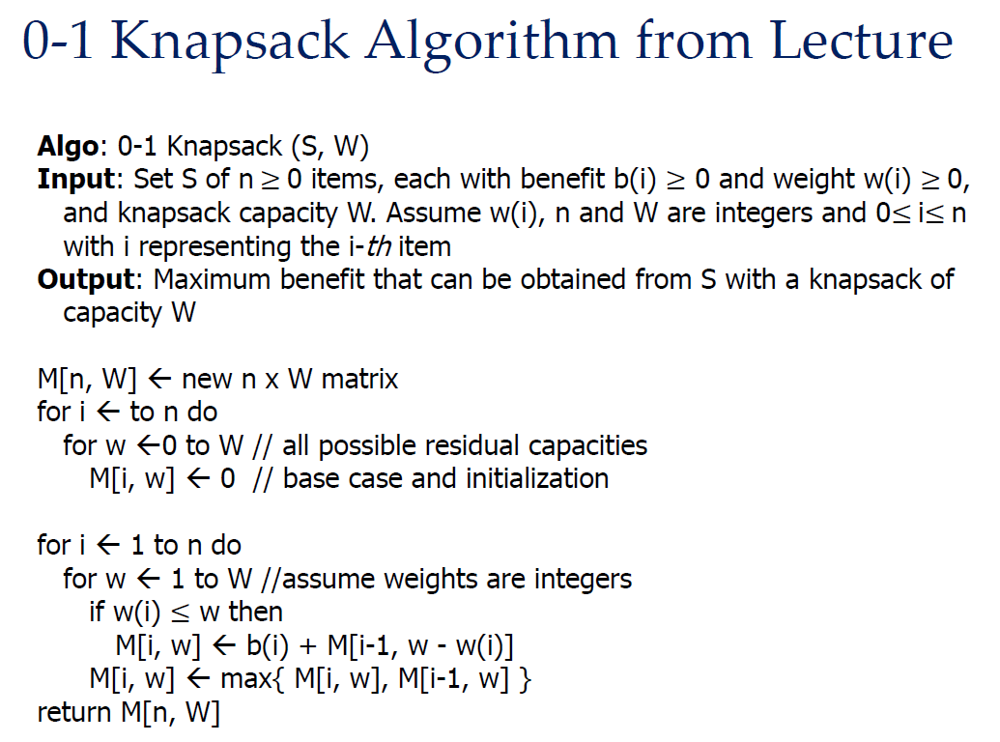 0-1 Knapsack Algorithm from Lecture
Algo: 0-1 Knapsack (S, W)
Input: Set S of n ≥ 0 items, each with benefit b(i) ≥ 0 and weight w(i) ≥ 0,
and knapsack capacity W. Assume w(i), n and W are integers and 0≤ i≤ n
with i representing the i-th item
Output: Maximum benefit that can be obtained from S with a knapsack of
capacity W
M[n, W] ← new n x W matrix
for i ← to n do
for w ←0 to W // all possible residual capacities
M[i, w] ← 0 // base case and initialization
for i ← 1 to n do
for w ← 1 to W //assume weights are integers
if w(i) ≤ w then
M[i, w] ← b(i) + M[i-1, w - w(i)]
M[i, w] ← max{ M[i, w], M[i-1, w] }
return M[n, W]